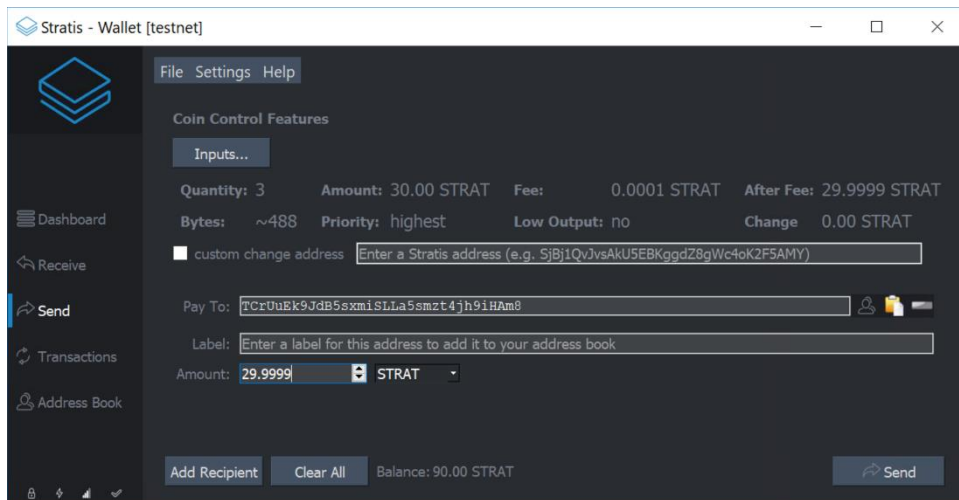 Stratis - Wallet [testnet]
File Settings Help
Coin Control Features
Inputs...
Quantity: 3 Amount: 30.00 STRAT Fee: 0.0001 STRAT After Fee: 29.9999 STRAT
Bytes: ~488 Priority: highest Low Output: no Change 0.00 STRAT
custom change address Enter a Stratis address (e.g. SjBj1QvJvsAkU5EBKggdZ8gWc4oK2F5AMY)
Dashboard
Receive
Send
Transactions
Address Book
Pay To: TCrUuEk9JdB5sxmiSLLa5smzt4jh9iHAm8
Label: Enter a label for this address to add it to your address book
Amount: 29.9999 STRAT
Add Recipient Clear All Balance: 90.00 STRAT Send